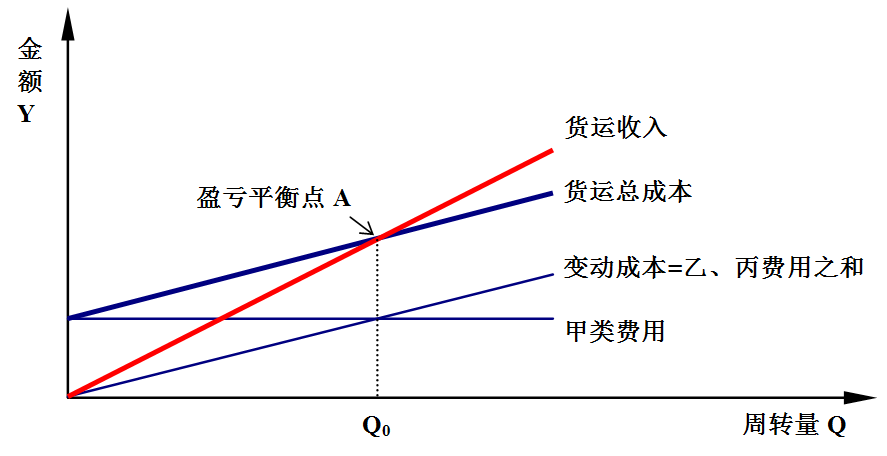 金
额
Y
货运收入
盈亏平衡点 A
货运总成本
变动成本=乙、丙费用之和
甲类费用
Q₀
周转量 Q